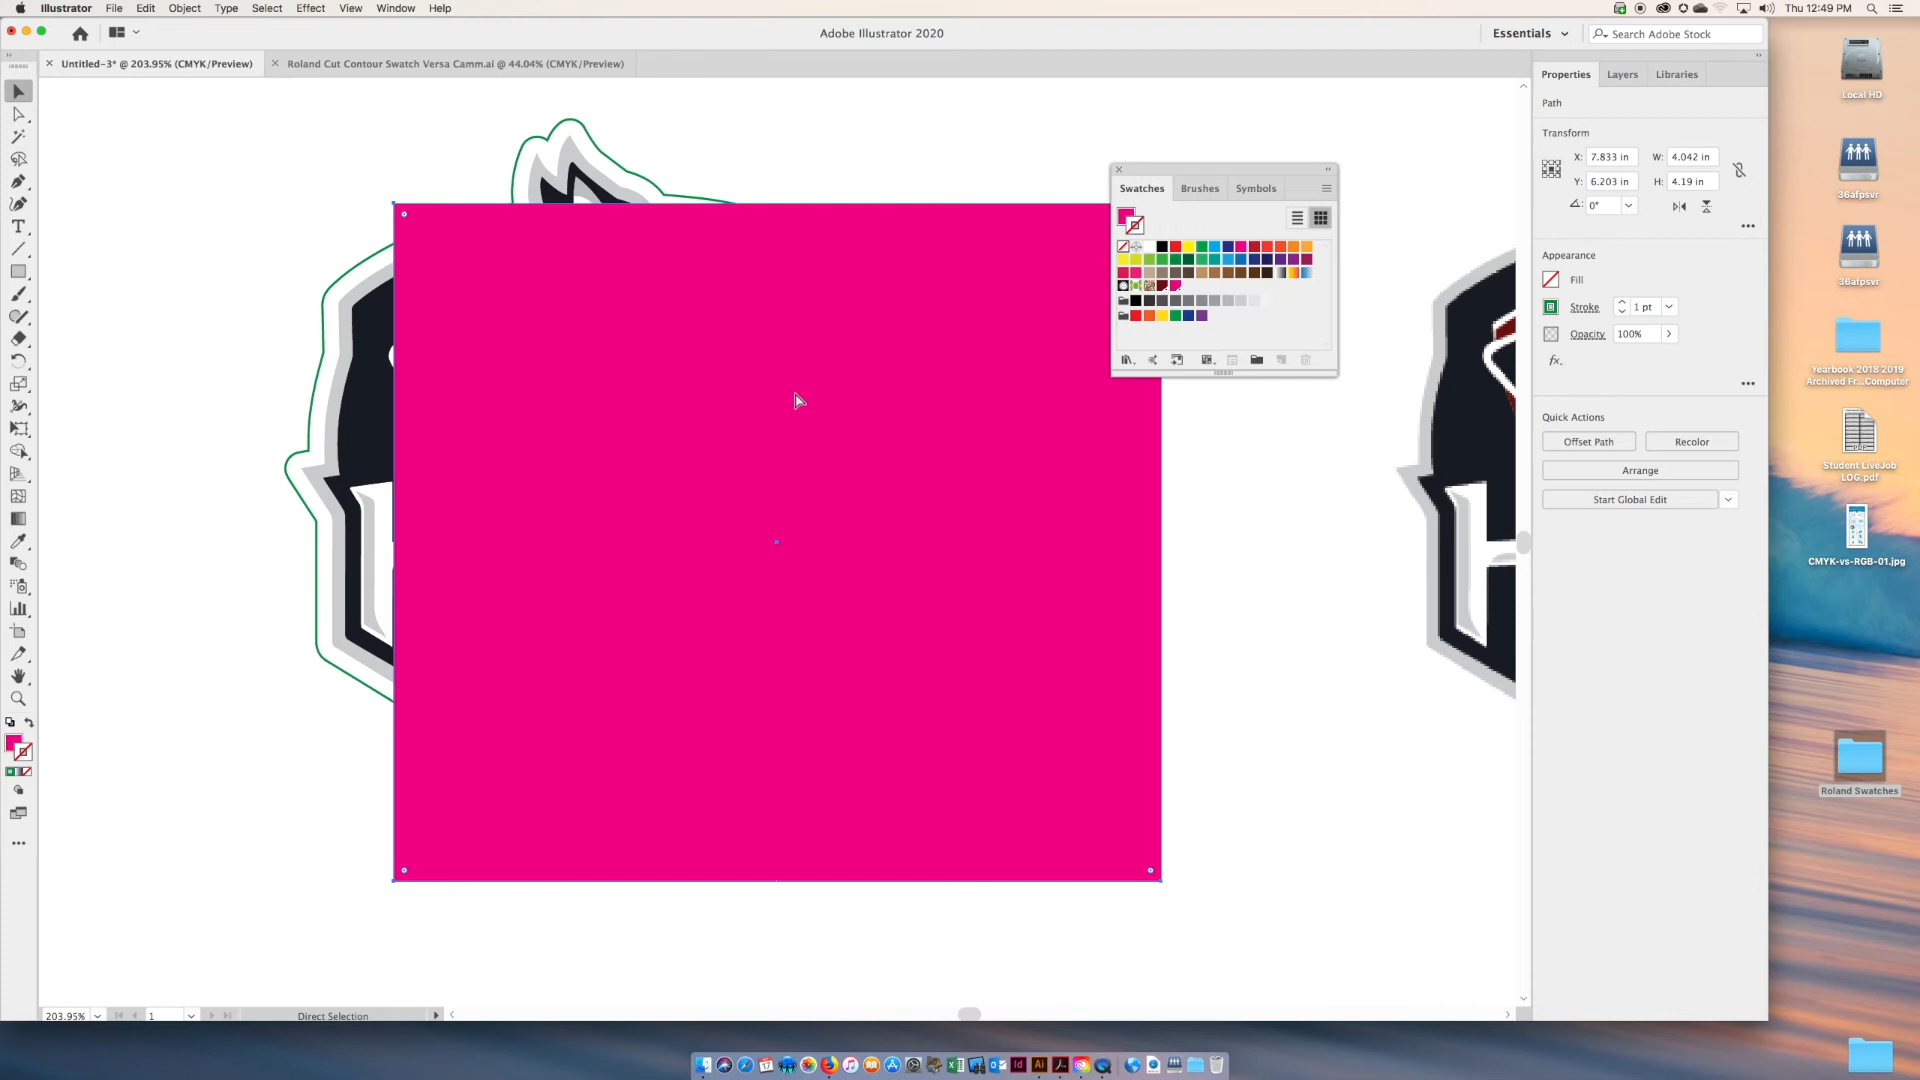 Illustrator File Edit Object Type Select Effect View Window Help
Thu 12:49 PM
Adobe Illustrator 2020
Essentials
Search Adobe Stock
Untitled-3* @ 203.95% (CMYK/Preview)
Roland Cut Contour Swatch Versa Camm.ai @ 44.04% (CMYK/Preview)
Properties Layers Libraries
Path
Transform
X: 7.833 in W: 4.042 in
Y: 6.203 in H: 4.19 in
0°
Appearance
Fill
Stroke 1 pt
Opacity 100%
fx.
Quick Actions
Offset Path Recolor
Arrange
Start Global Edit
Swatches Brushes Symbols
203.95% 1 Direct Selection
Local HD
36afpsvr
36afpsvr
Yearbook 2018 2019
Archived Fr...Computer
Student LiveJob
LOG.pdf
CMYK-vs-RGB-01.jpg
Roland Swatches